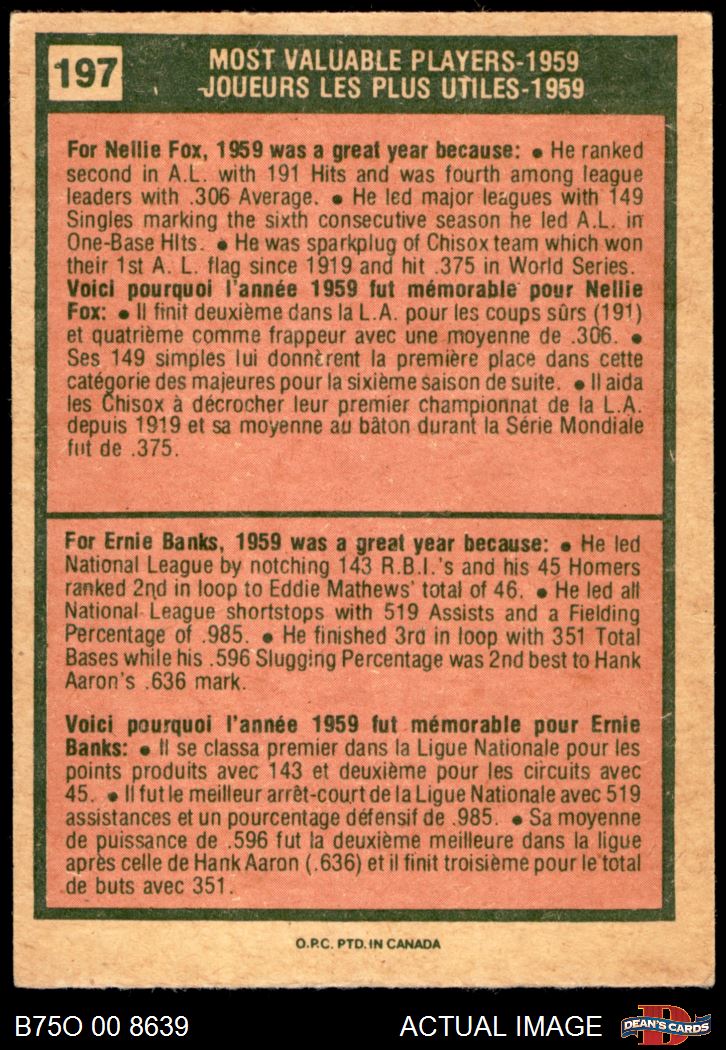 197
MOST VALUABLE PLAYERS-1959
JOUEURS LES PLUS UTILES-1959
For Nellie Fox, 1959 was a great year because: ● He ranked
second in A.L. with 191 Hits and was fourth among league
leaders with .306 Average. ● He led major leagues with 149
Singles marking the sixth consecutive season he led A.L. in
One-Base Hits. ● He was sparkplug of Chisox team which won
their 1st A. L. flag since 1919 and hit .375 in World Series.
Voici pourquoi l'année 1959 fut mémorable pour Nellie
Fox: ● Il finit deuxième dans la L.A. pour les coups sûrs (191)
et quatrième comme frappeur avec une moyenne de .306. ●
Ses 149 simples lui donnèrent la première place dans cette
catégorie des majeures pour la sixième saison de suite. ● Il aida
les Chisox à décrocher leur premier championnat de la L.A.
depuis 1919 et sa moyenne au bâton durant la Série Mondiale
fut de .375.
For Ernie Banks, 1959 was a great year because: ● He led
National League by notching 143 R.B.I.'s and his 45 Homers
ranked 2nd in loop to Eddie Mathews' total of 46. ● He led all
National League shortstops with 519 Assists and a Fielding
Percentage of .985. ● He finished 3rd in loop with 351 Total
Bases while his .596 Slugging Percentage was 2nd best to Hank
Aaron's .636 mark.
Voici pourquoi l'année 1959 fut mémorable pour Ernie
Banks: ● Il se classa premier dans la Ligue Nationale pour les
points produits avec 143 et deuxième pour les circuits avec
45. ● Il fut le meilleur arrêt-court de la Ligue Nationale avec 519
assistances et un pourcentage défensif de .985. ● Sa moyenne
de puissance de .596 fut la deuxième meilleure dans la ligue
après celle de Hank Aaron (.636) et il finit troisième pour le total
de buts avec 351.
O.P.C. PTD. IN CANADA
B75O 00 8639
ACTUAL IMAGE
D
DEAN'S CARDS